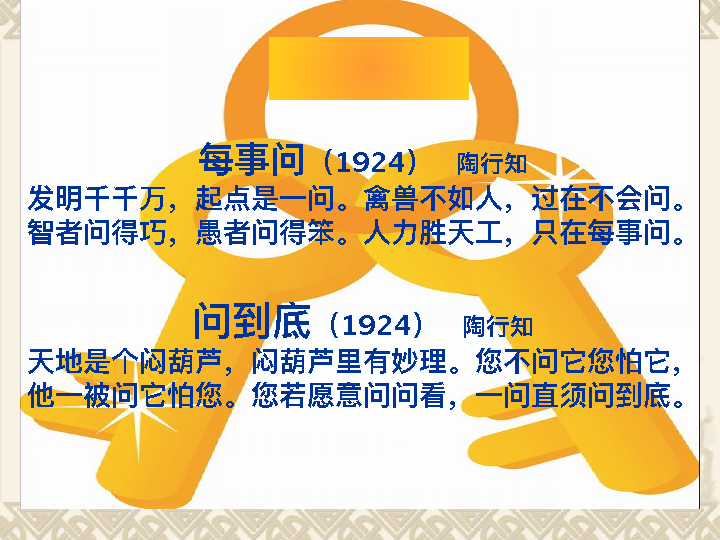 每事问（1924） 陶行知
发明千千万，起点是一问。禽兽不如人，过在不会问。
智者问得巧，愚者问得笨。人力胜天工，只在每事问。
问到底（1924） 陶行知
天地是个闷葫芦，闷葫芦里有妙理。您不问它您怕它，
他一被问它怕您。您若愿意问问看，一问直须问到底。